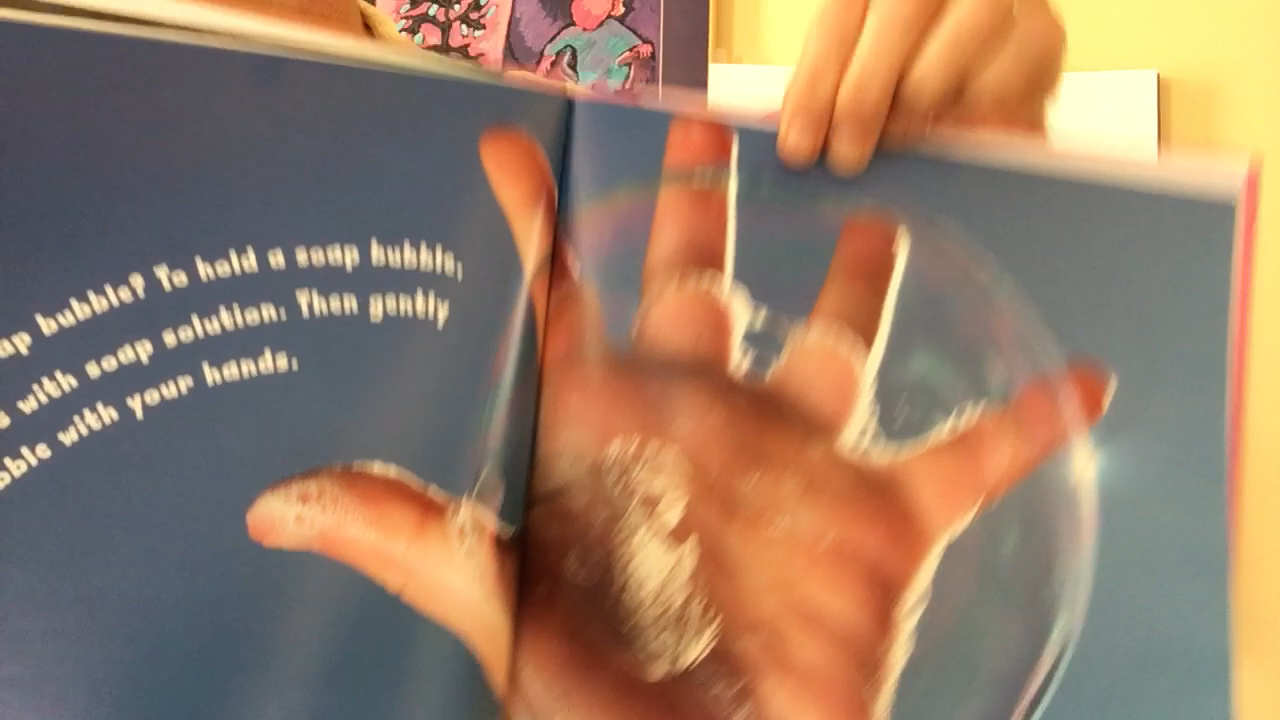 ap bubble? To hold a soap bubble,
s with soap solution. Then gently
bble with your hands.